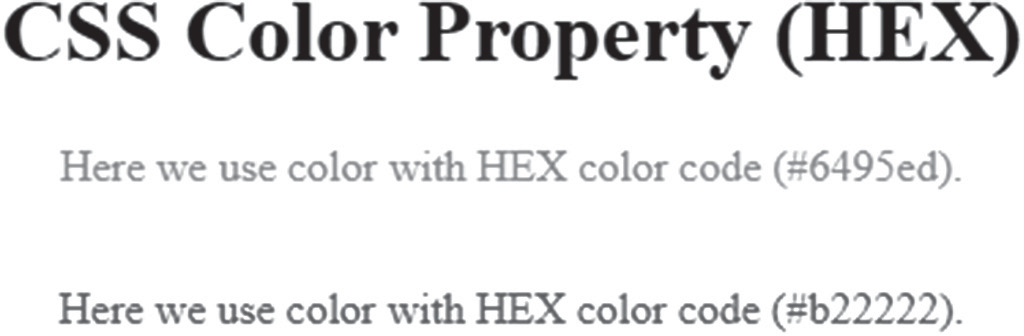 CSS Color Property (HEX)
Here we use color with HEX color code (#6495ed).
Here we use color with HEX color code (#b22222).